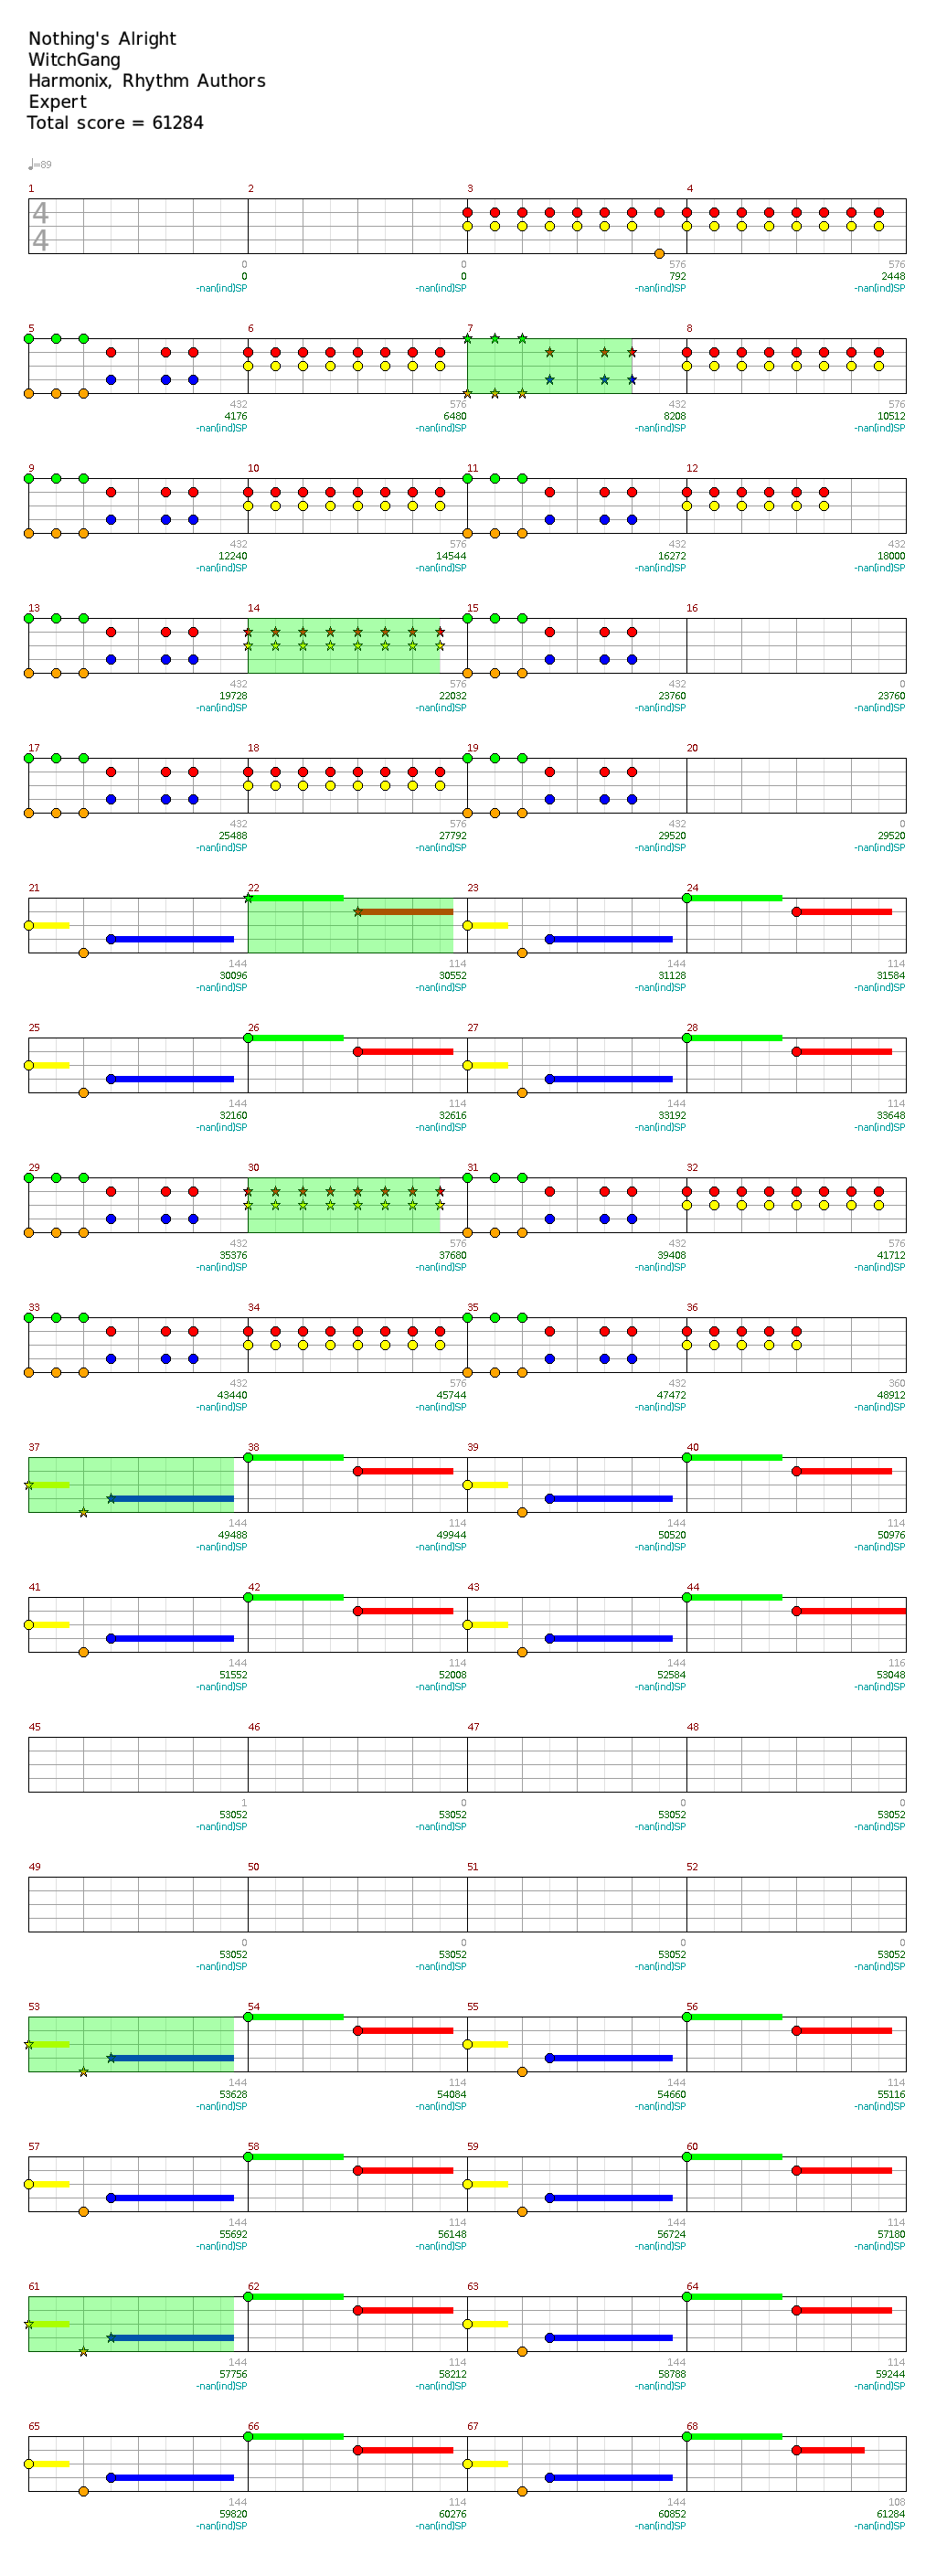 Nothing's Alright
WitchGang
Harmonix, Rhythm Authors
Expert
Total score = 61284
♩=89
1 2 3 4
4
4
0 0 576 576
0 0 792 2448
-nan(ind)SP -nan(ind)SP -nan(ind)SP -nan(ind)SP
5 6 7 8
432 576 432 576
4176 6480 8208 10512
-nan(ind)SP -nan(ind)SP -nan(ind)SP -nan(ind)SP
9 10 11 12
432 576 432 432
12240 14544 16272 18000
-nan(ind)SP -nan(ind)SP -nan(ind)SP -nan(ind)SP
13 14 15 16
432 576 432 0
19728 22032 23760 23760
-nan(ind)SP -nan(ind)SP -nan(ind)SP -nan(ind)SP
17 18 19 20
432 576 432 0
25488 27792 29520 29520
-nan(ind)SP -nan(ind)SP -nan(ind)SP -nan(ind)SP
21 22 23 24
144 114 144 114
30096 30552 31128 31584
-nan(ind)SP -nan(ind)SP -nan(ind)SP -nan(ind)SP
25 26 27 28
144 114 144 114
32160 32616 33192 33648
-nan(ind)SP -nan(ind)SP -nan(ind)SP -nan(ind)SP
29 30 31 32
432 576 432 576
35376 37680 39408 41712
-nan(ind)SP -nan(ind)SP -nan(ind)SP -nan(ind)SP
33 34 35 36
432 576 432 360
43440 45744 47472 48912
-nan(ind)SP -nan(ind)SP -nan(ind)SP -nan(ind)SP
37 38 39 40
144 114 144 114
49488 49944 50520 50976
-nan(ind)SP -nan(ind)SP -nan(ind)SP -nan(ind)SP
41 42 43 44
144 114 144 116
51552 52008 52584 53048
-nan(ind)SP -nan(ind)SP -nan(ind)SP -nan(ind)SP
45 46 47 48
1 0 0 0
53052 53052 53052 53052
-nan(ind)SP -nan(ind)SP -nan(ind)SP -nan(ind)SP
49 50 51 52
0 0 0 0
53052 53052 53052 53052
-nan(ind)SP -nan(ind)SP -nan(ind)SP -nan(ind)SP
53 54 55 56
144 114 144 114
53628 54084 54660 55116
-nan(ind)SP -nan(ind)SP -nan(ind)SP -nan(ind)SP
57 58 59 60
144 114 144 114
55692 56148 56724 57180
-nan(ind)SP -nan(ind)SP -nan(ind)SP -nan(ind)SP
61 62 63 64
144 114 144 114
57756 58212 58788 59244
-nan(ind)SP -nan(ind)SP -nan(ind)SP -nan(ind)SP
65 66 67 68
144 114 144 108
59820 60276 60852 61284
-nan(ind)SP -nan(ind)SP -nan(ind)SP -nan(ind)SP